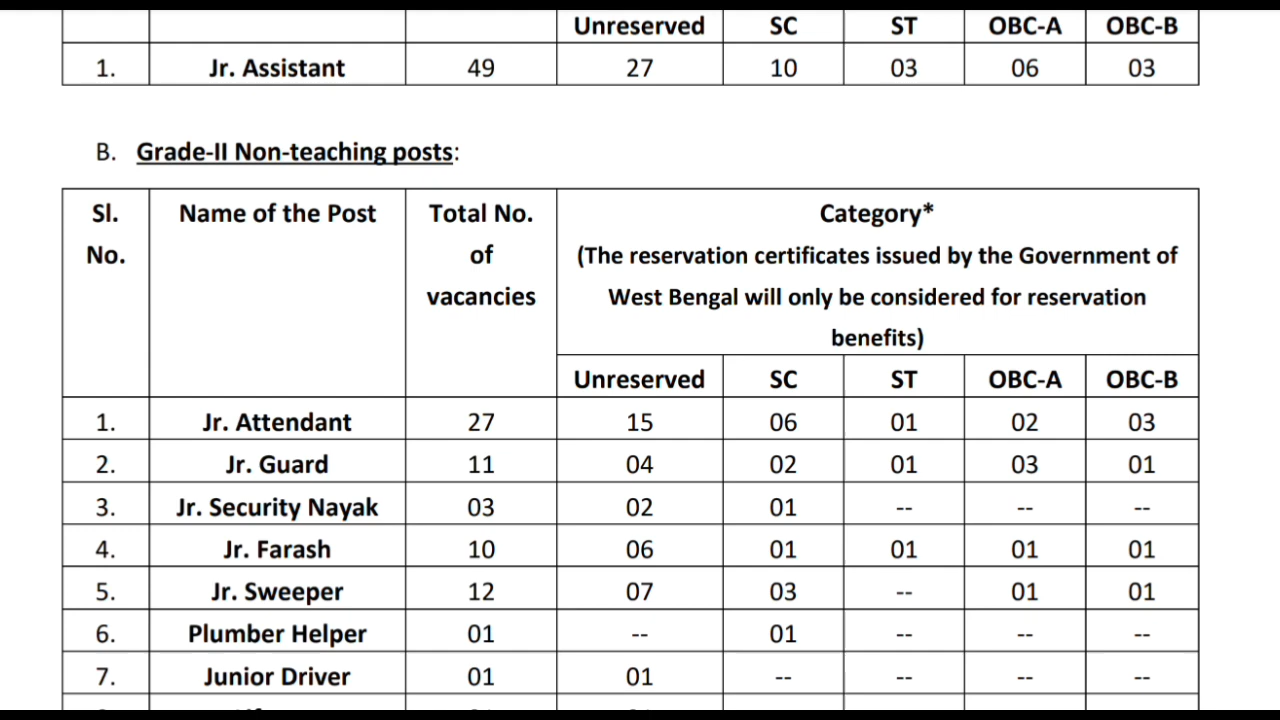 Unreserved SC ST OBC-A OBC-B
1. Jr. Assistant 49 27 10 03 06 03
B. Grade-II Non-teaching posts:
Sl. Name of the Post Total No. Category*
No. of (The reservation certificates issued by the Government of
vacancies West Bengal will only be considered for reservation
benefits)
Unreserved SC ST OBC-A OBC-B
1. Jr. Attendant 27 15 06 01 02 03
2. Jr. Guard 11 04 02 01 03 01
3. Jr. Security Nayak 03 02 01 -- -- --
4. Jr. Farash 10 06 01 01 01 01
5. Jr. Sweeper 12 07 03 -- 01 01
6. Plumber Helper 01 -- 01 -- -- --
7. Junior Driver 01 01 -- -- -- --